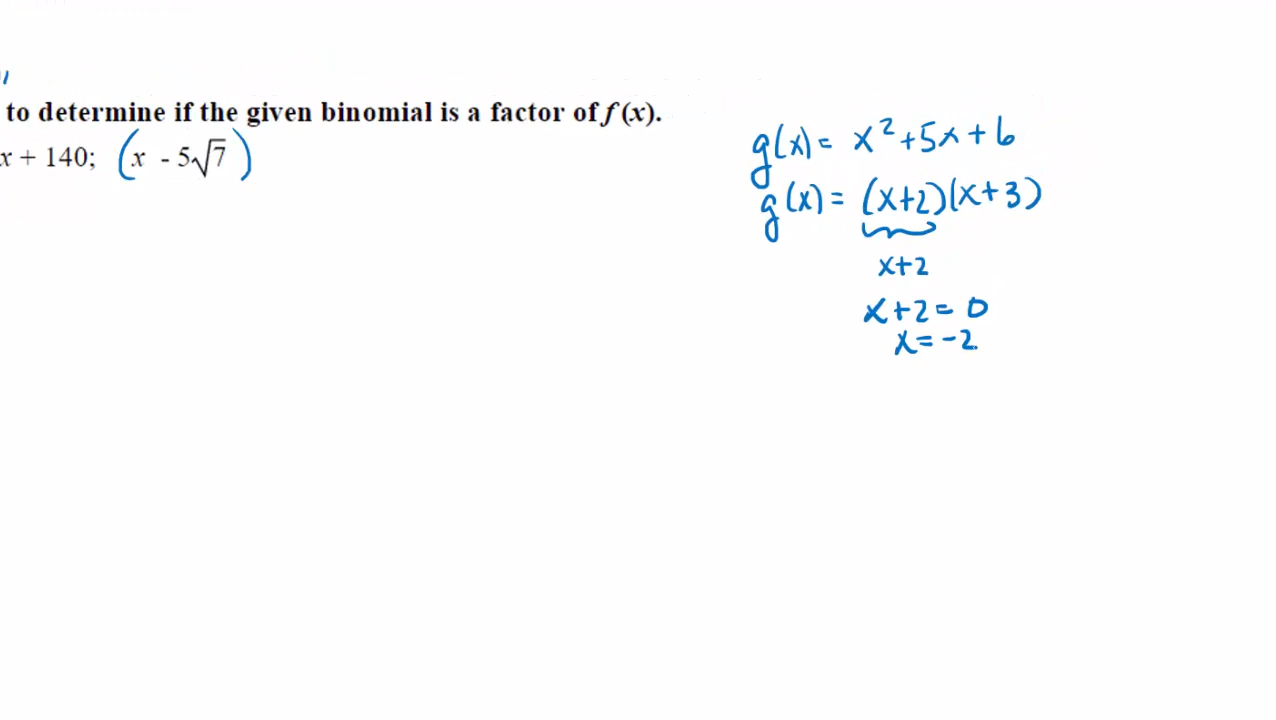 to determine if the given binomial is a factor of f (x).
x + 140; (x - 5√7)
g(x) = x² + 5x + 6
g(x) = (x+2)(x+3)
x+2
x+2 = 0
x = -2